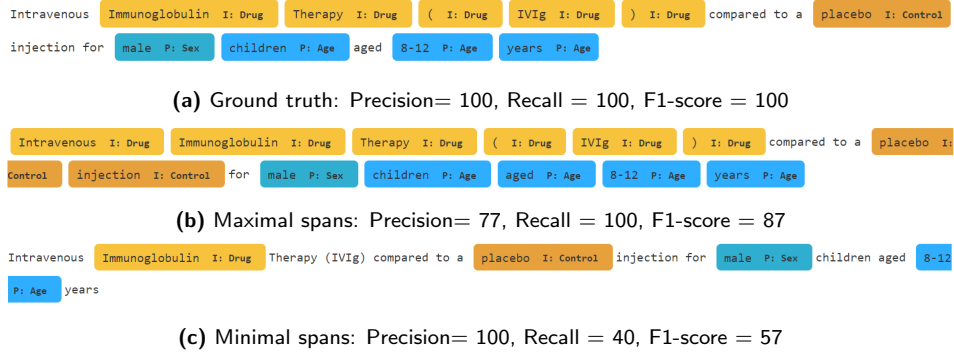 Intravenous Immunoglobulin I: Drug Therapy I: Drug ( I: Drug IVIg I: Drug ) I: Drug compared to a placebo I: Control
injection for male P: Sex children P: Age aged 8-12 P: Age years P: Age
(a) Ground truth: Precision= 100, Recall = 100, F1-score = 100
Intravenous I: Drug Immunoglobulin I: Drug Therapy I: Drug ( I: Drug IVIg I: Drug ) I: Drug compared to a placebo I:
Control injection I: Control for male P: Sex children P: Age aged P: Age 8-12 P: Age years P: Age
(b) Maximal spans: Precision= 77, Recall = 100, F1-score = 87
Intravenous Immunoglobulin I: Drug Therapy (IVIg) compared to a placebo I: Control injection for male P: Sex children aged 8-12
P: Age years
(c) Minimal spans: Precision= 100, Recall = 40, F1-score = 57